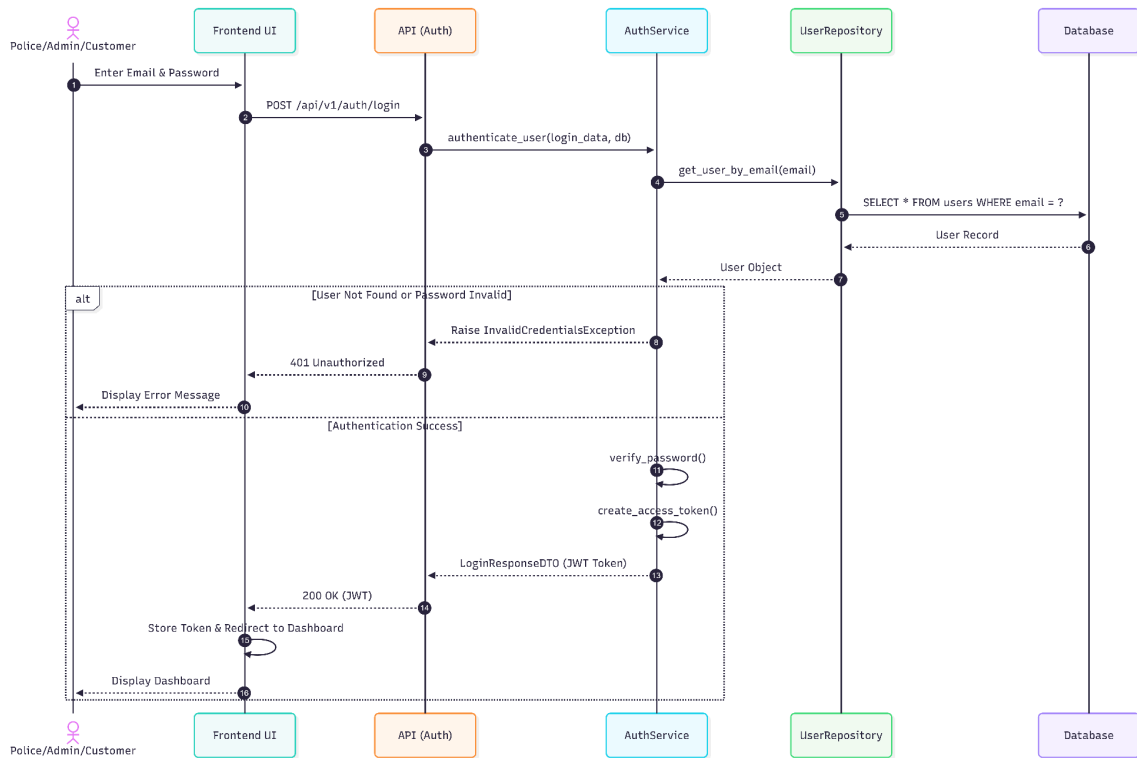 Police/Admin/Customer
Frontend UI
API (Auth)
AuthService
UserRepository
Database
Enter Email & Password
1
POST /api/v1/auth/login
2
authenticate_user(login_data, db)
3
get_user_by_email(email)
4
SELECT * FROM users WHERE email = ?
5
User Record
6
User Object
7
alt
[User Not Found or Password Invalid]
Raise InvalidCredentialsException
8
401 Unauthorized
9
Display Error Message
10
[Authentication Success]
verify_password()
11
create_access_token()
12
LoginResponseDTO (JWT Token)
13
200 OK (JWT)
14
Store Token & Redirect to Dashboard
15
Display Dashboard
16
Police/Admin/Customer
Frontend UI
API (Auth)
AuthService
UserRepository
Database